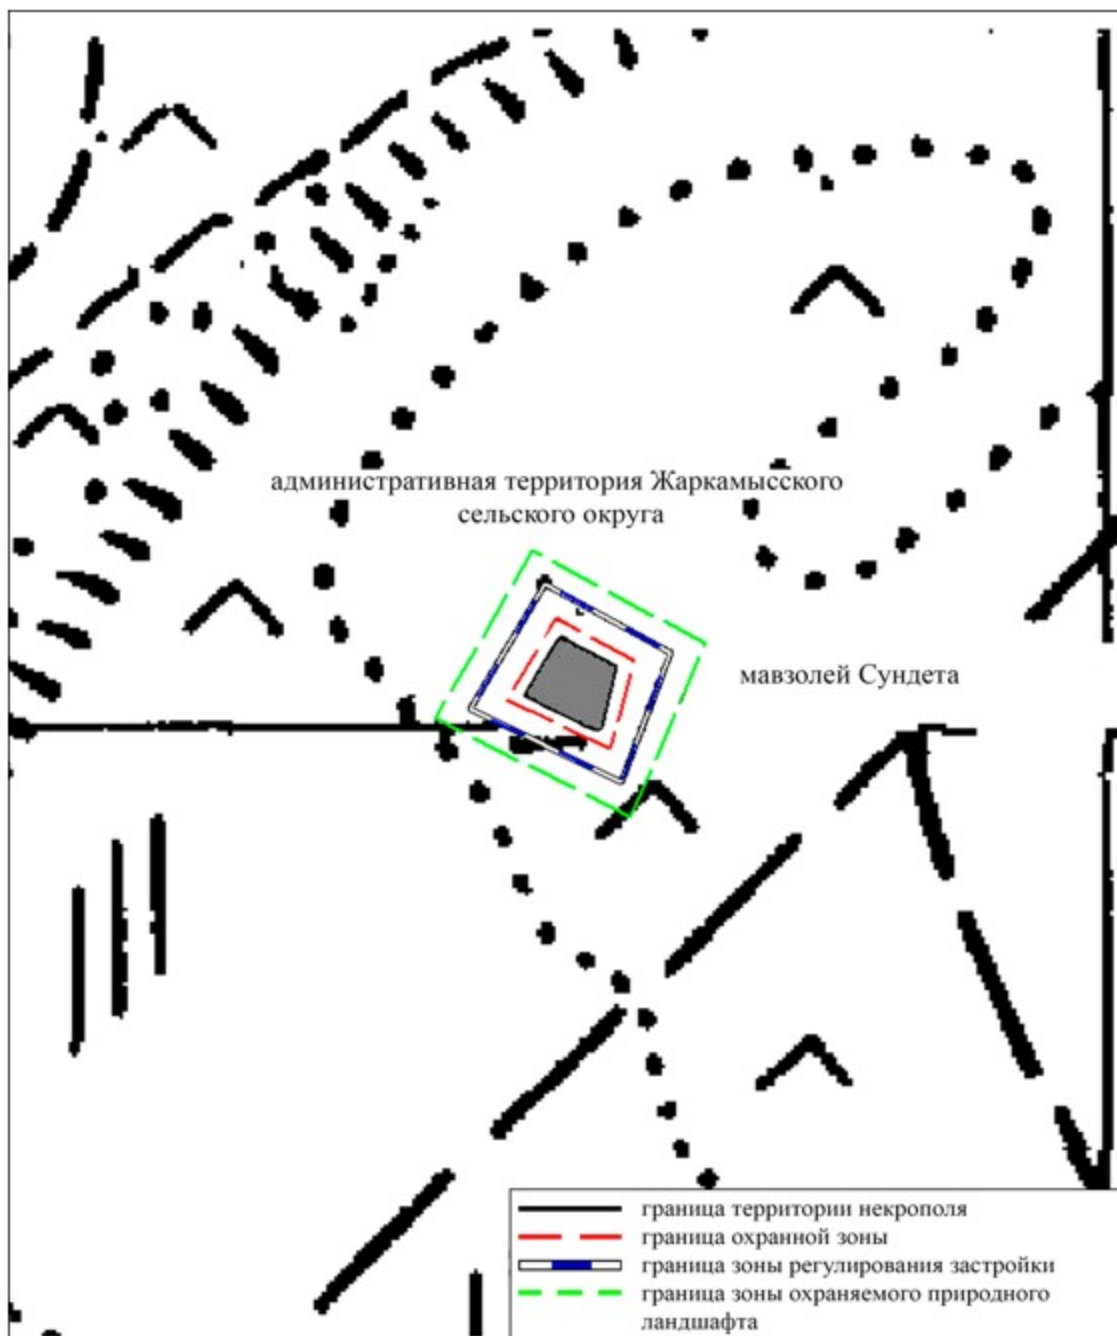 административная территория Жаркамысского
сельского округа
мавзолей Сундета
граница территории некрополя
граница охранной зоны
граница зоны регулирования застройки
граница зоны охраняемого природного
ландшафта